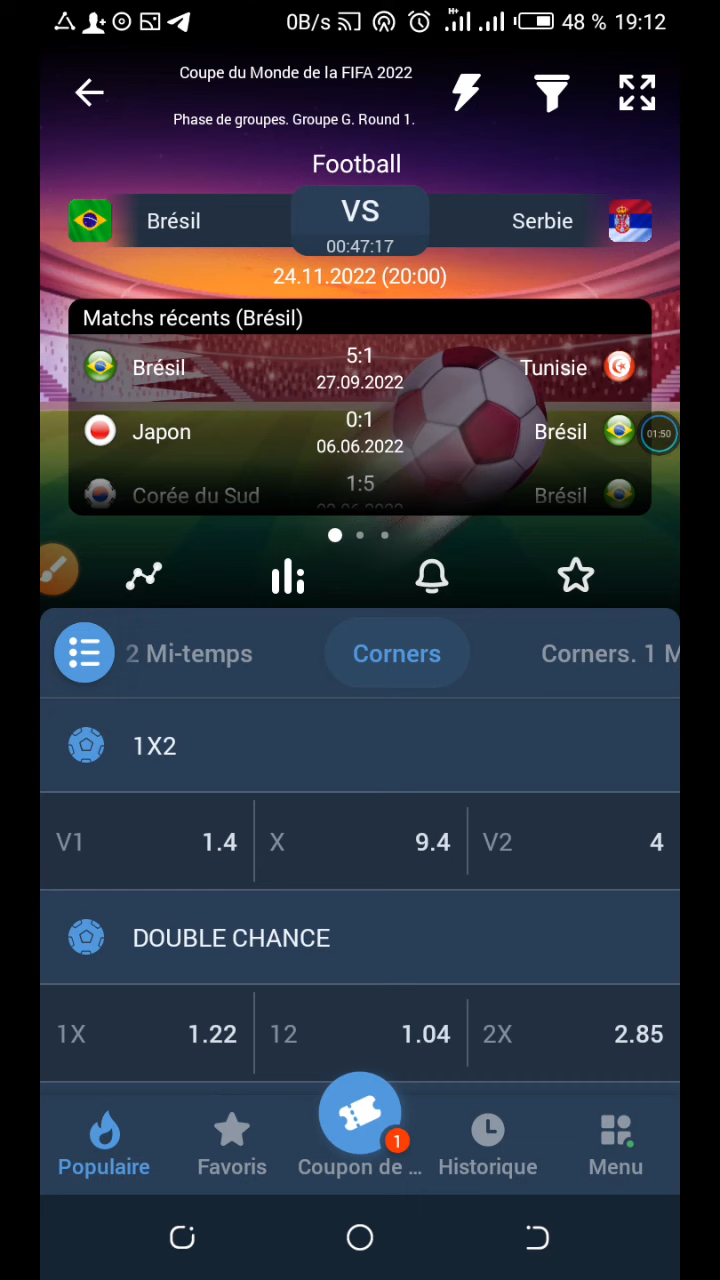 0B/s H+ 48 % 19:12
Coupe du Monde de la FIFA 2022
Phase de groupes. Groupe G. Round 1.
Football
Brésil VS Serbie
00:47:17
24.11.2022 (20:00)
Matchs récents (Brésil)
Brésil 5:1 Tunisie
27.09.2022
Japon 0:1 Brésil
06.06.2022
01:50
Corée du Sud 1:5 Brésil
2 Mi-temps Corners Corners. 1 M
1X2
V1 1.4 X 9.4 V2 4
DOUBLE CHANCE
1X 1.22 12 1.04 2X 2.85
1
Populaire Favoris Coupon de ... Historique Menu